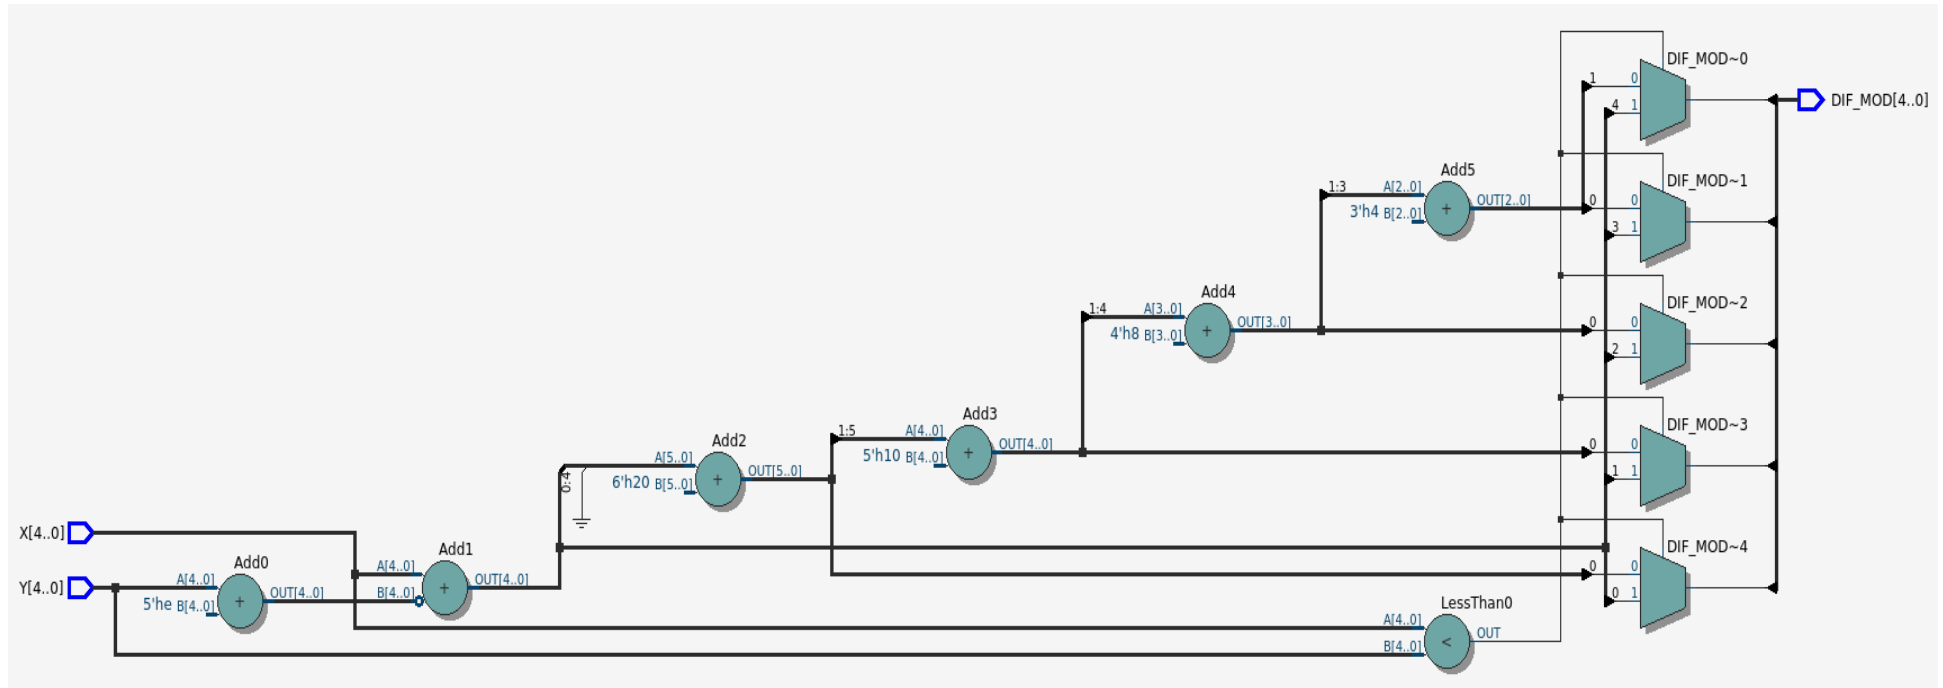 DIF_MOD~0
1 0
4 1
DIF_MOD[4..0]
Add5
DIF_MOD~1
1:3 A[2..0]
3'h4 B[2..0]
OUT[2..0]
0 0
3 1
Add4
DIF_MOD~2
1:4 A[3..0]
4'h8 B[3..0]
OUT[3..0]
0 0
2 1
Add3
DIF_MOD~3
1:5 A[4..0]
5'h10 B[4..0]
OUT[4..0]
0 0
1 1
Add2
0:4
A[5..0]
6'h20 B[5..0]
OUT[5..0]
X[4..0]
Add1
DIF_MOD~4
A[4..0]
B[4..0]
OUT[4..0]
0 0
0 1
Add0
Y[4..0]
A[4..0]
5'he B[4..0]
OUT[4..0]
LessThan0
A[4..0]
B[4..0]
OUT
+
+
+
+
+
+
<